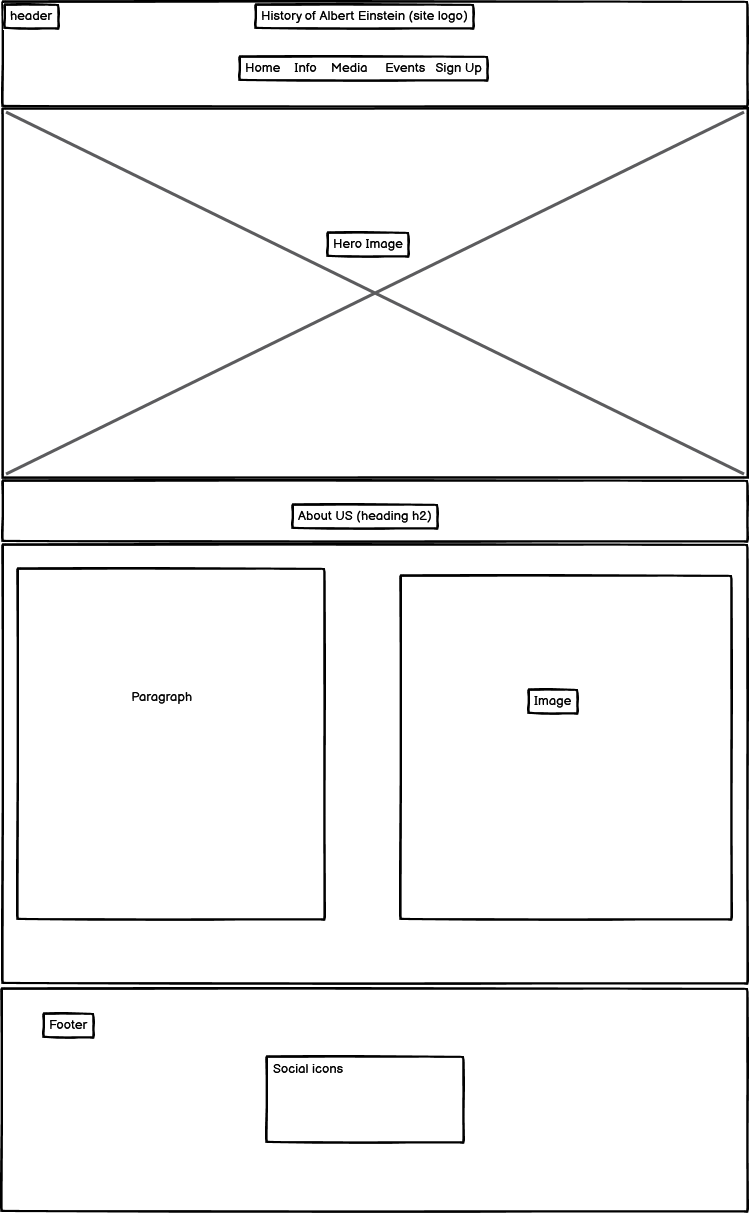 header
History of Albert Einstein (site logo)
Home Info Media Events Sign Up
Hero Image
About US (heading h2)
Paragraph
Image
Footer
Social icons